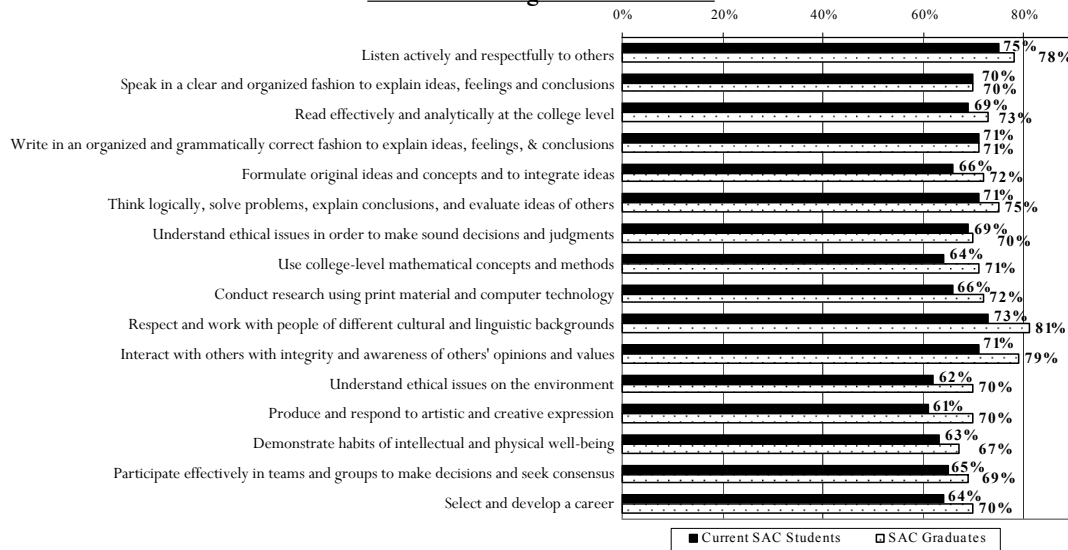 0% 20% 40% 60% 80%
Listen actively and respectfully to others 75% 78%
Speak in a clear and organized fashion to explain ideas, feelings and conclusions 70% 70%
Read effectively and analytically at the college level 69% 73%
Write in an organized and grammatically correct fashion to explain ideas, feelings, & conclusions 71% 71%
Formulate original ideas and concepts and to integrate ideas 66% 72%
Think logically, solve problems, explain conclusions, and evaluate ideas of others 71% 75%
Understand ethical issues in order to make sound decisions and judgments 69% 70%
Use college-level mathematical concepts and methods 64% 71%
Conduct research using print material and computer technology 66% 72%
Respect and work with people of different cultural and linguistic backgrounds 73% 81%
Interact with others with integrity and awareness of others' opinions and values 71% 79%
Understand ethical issues on the environment 62% 70%
Produce and respond to artistic and creative expression 61% 70%
Demonstrate habits of intellectual and physical well-being 63% 67%
Participate effectively in teams and groups to make decisions and seek consensus 65% 69%
Select and develop a career 64% 70%
Current SAC Students SAC Graduates